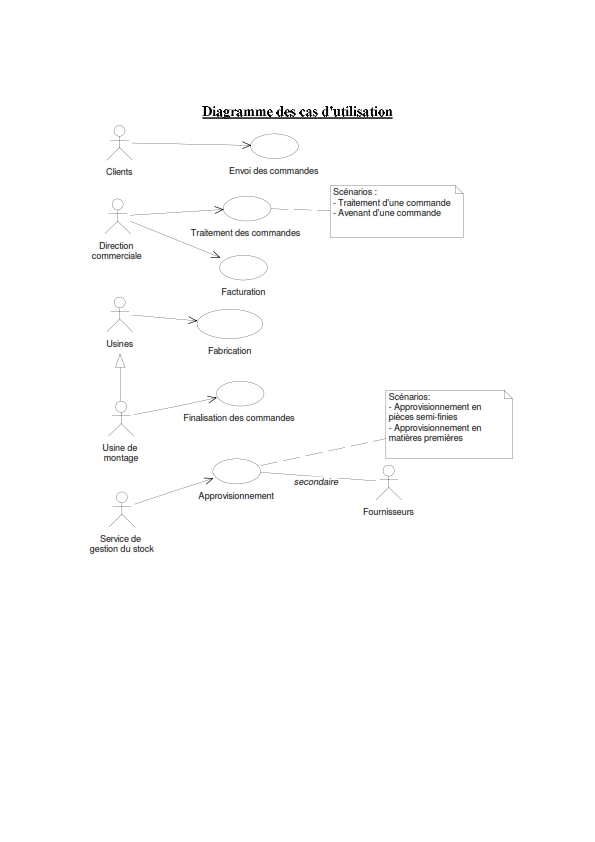 Diagramme des cas d'utilisation
Clients
Envoi des commandes
Scénarios :
- Traitement d'une commande
- Avenant d'une commande
Traitement des commandes
Direction
commerciale
Facturation
Usines
Fabrication
Finalisation des commandes
Scénarios:
- Approvisionnement en
pièces semi-finies
- Approvisionnement en
matières premières
Usine de
montage
Approvisionnement
secondaire
Fournisseurs
Service de
gestion du stock